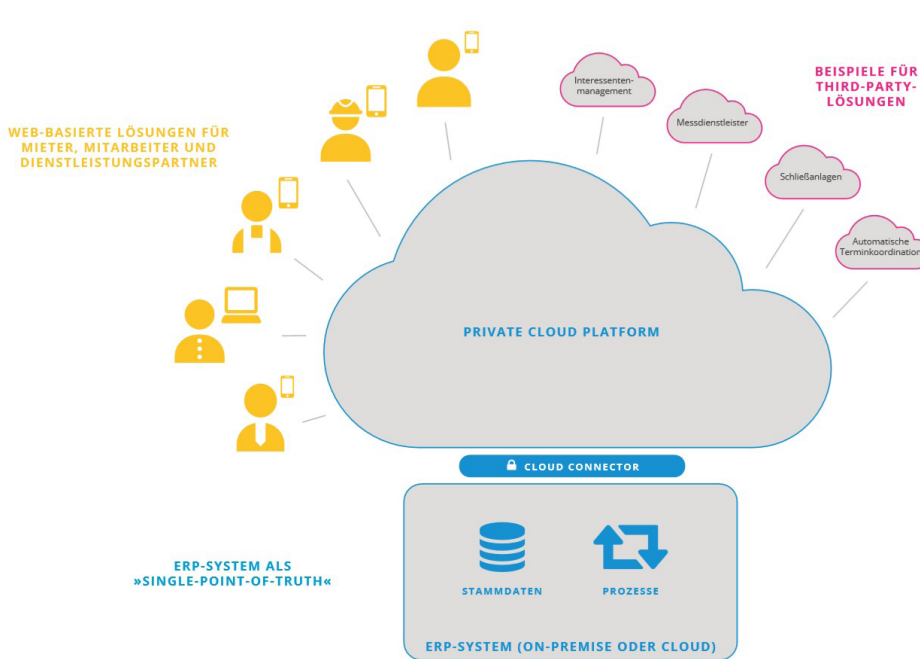 Interessenten-
management
BEISPIELE FÜR
THIRD-PARTY-
LÖSUNGEN
Messdienstleister
WEB-BASIERTE LÖSUNGEN FÜR
MIETER, MITARBEITER UND
DIENSTLEISTUNGSPARTNER
Schließanlagen
Automatische
Terminkoordination
PRIVATE CLOUD PLATFORM
CLOUD CONNECTOR
ERP-SYSTEM ALS
»SINGLE-POINT-OF-TRUTH«
STAMMDATEN
PROZESSE
ERP-SYSTEM (ON-PREMISE ODER CLOUD)